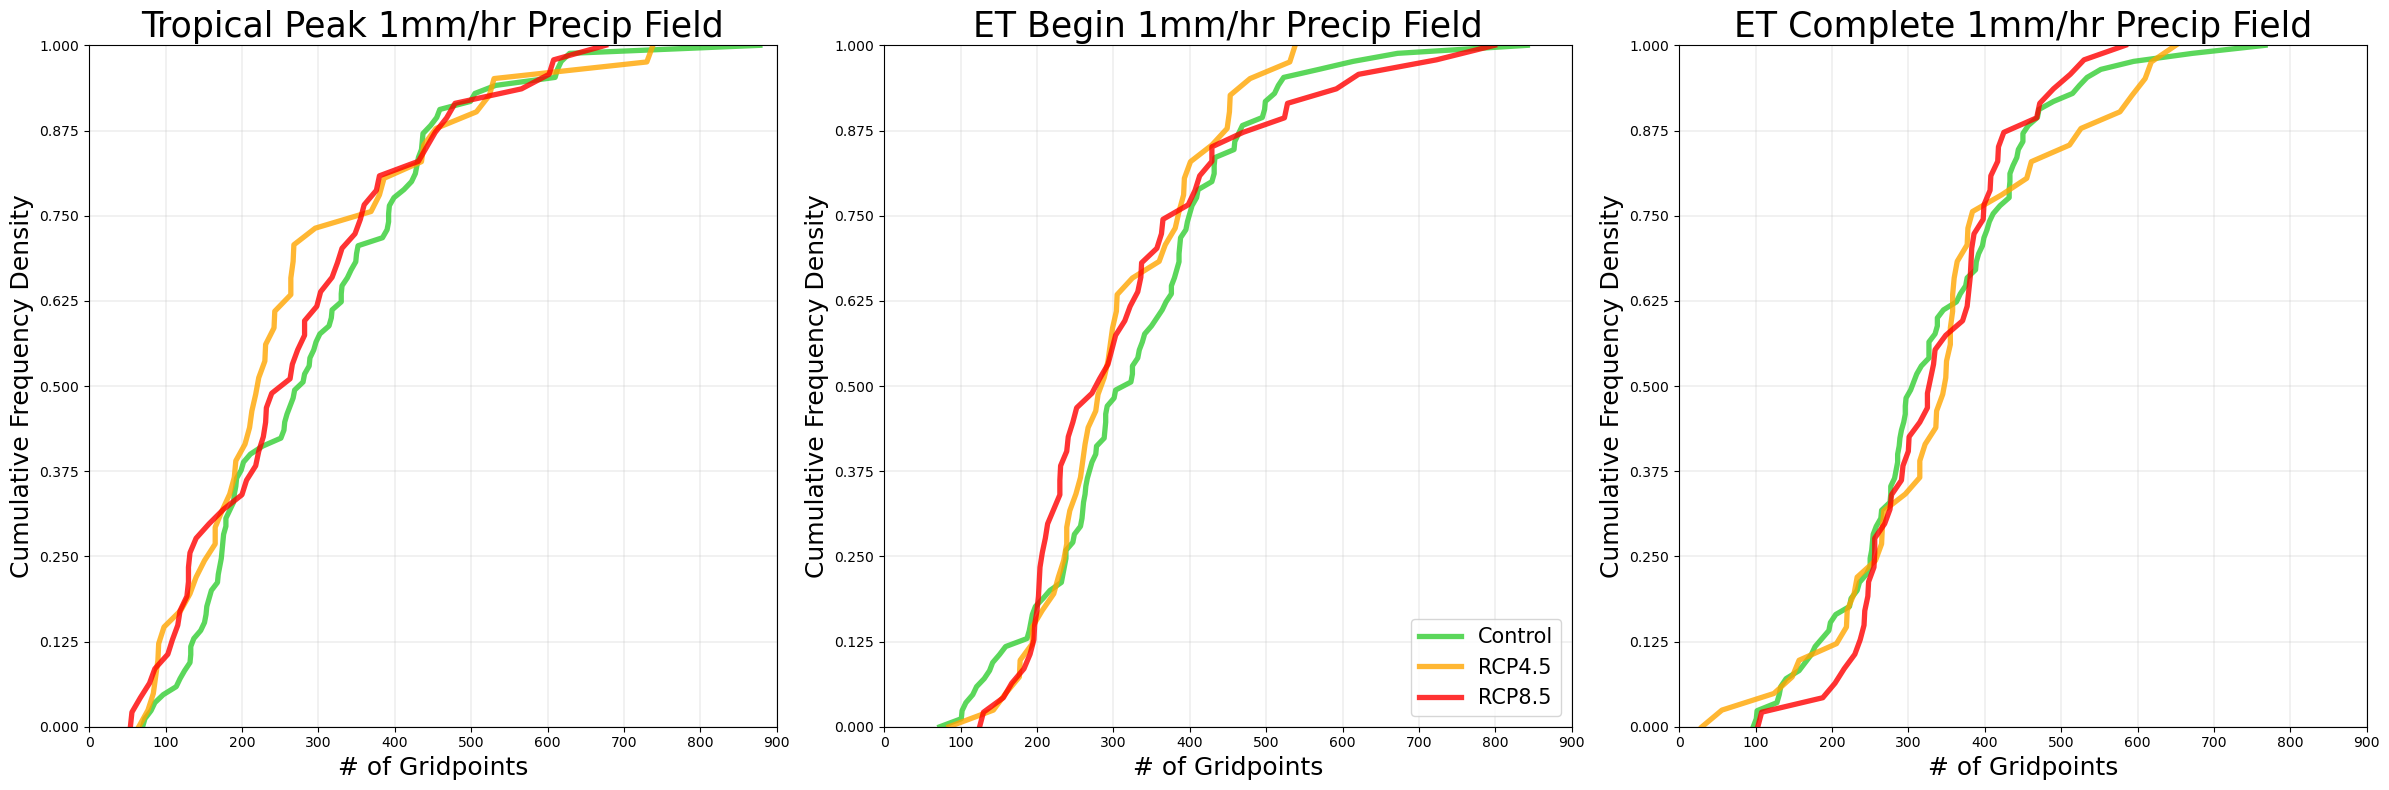 Tropical Peak 1mm/hr Precip Field
Cumulative Frequency Density
1.000
0.875
0.750
0.625
0.500
0.375
0.250
0.125
0.000
0 100 200 300 400 500 600 700 800 900
# of Gridpoints
ET Begin 1mm/hr Precip Field
Cumulative Frequency Density
1.000
0.875
0.750
0.625
0.500
0.375
0.250
0.125
0.000
Control
RCP4.5
RCP8.5
0 100 200 300 400 500 600 700 800 900
# of Gridpoints
ET Complete 1mm/hr Precip Field
Cumulative Frequency Density
1.000
0.875
0.750
0.625
0.500
0.375
0.250
0.125
0.000
0 100 200 300 400 500 600 700 800 900
# of Gridpoints